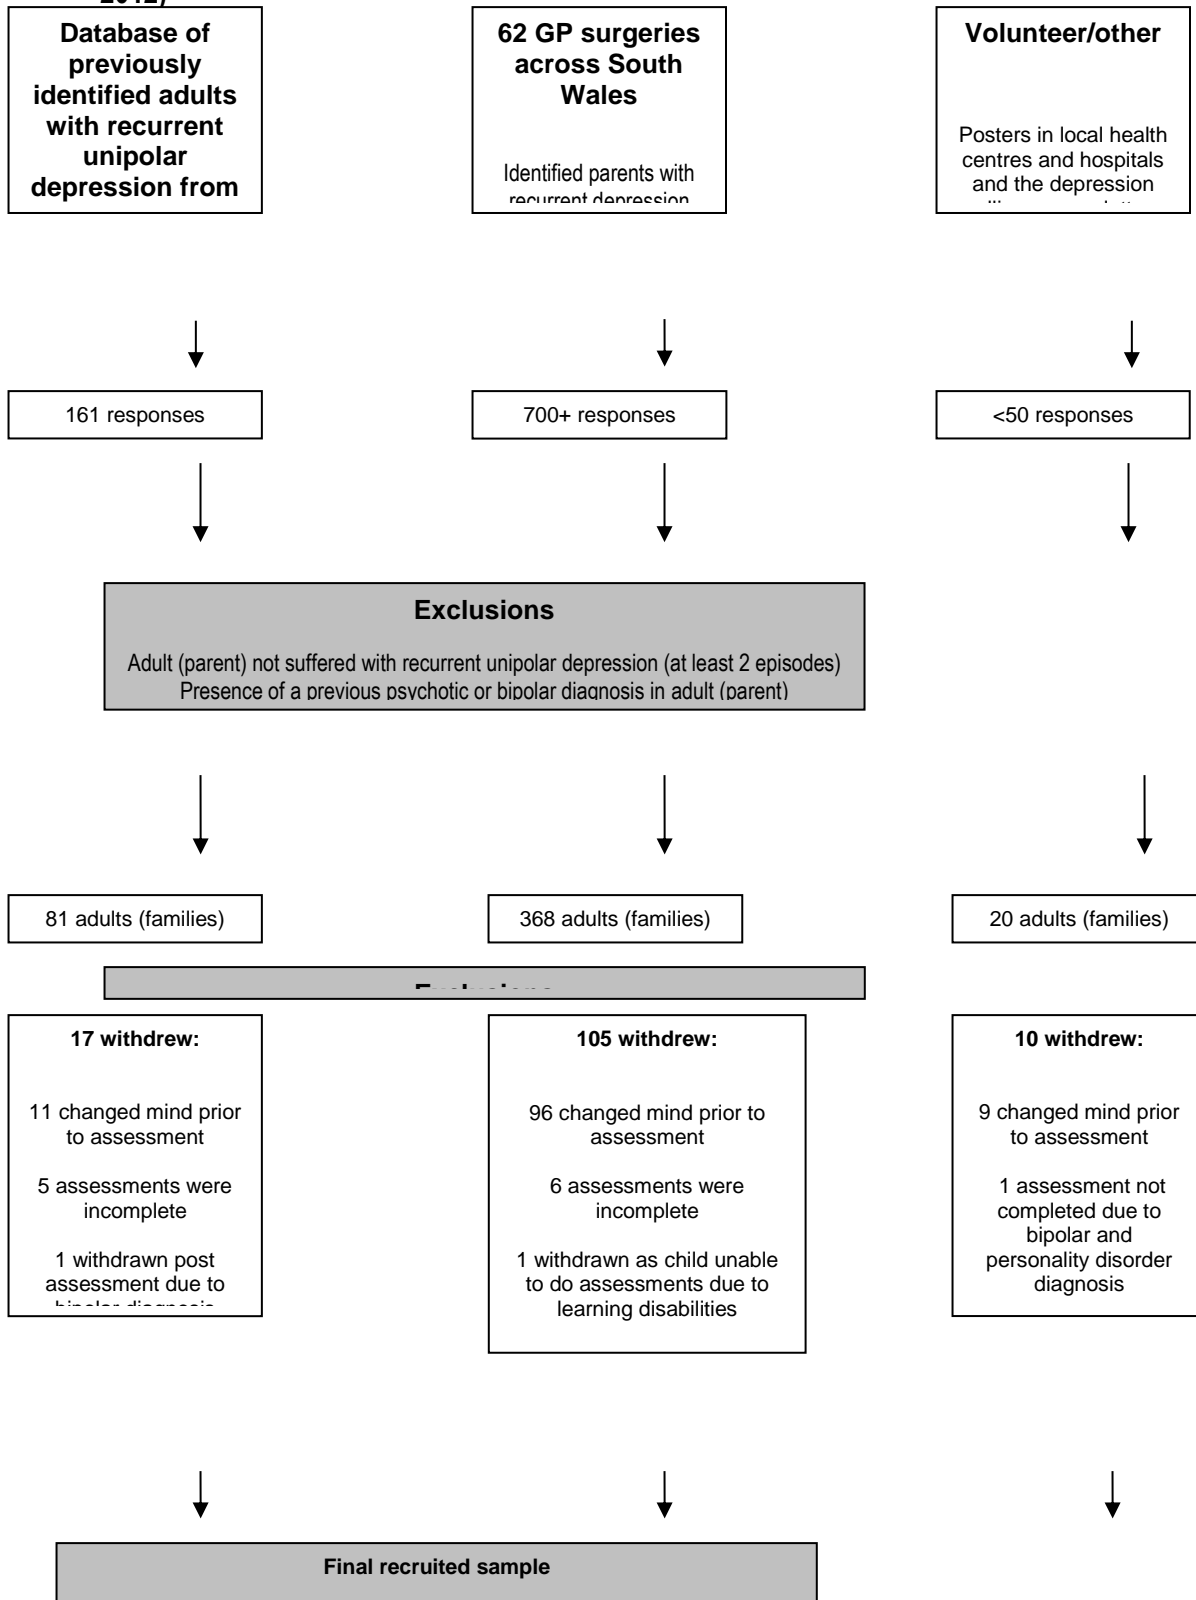 2012)
Database of
previously
identified adults
with recurrent
unipolar
depression from
62 GP surgeries
across South
Wales
Identified parents with
recurrent depression
Volunteer/other
Posters in local health
centres and hospitals
and the depression
161 responses
700+ responses
<50 responses
Exclusions
Adult (parent) not suffered with recurrent unipolar depression (at least 2 episodes)
Presence of a previous psychotic or bipolar diagnosis in adult (parent)
81 adults (families)
368 adults (families)
20 adults (families)
Exclusions
17 withdrew:
11 changed mind prior
to assessment
5 assessments were
incomplete
1 withdrawn post
assessment due to
bipolar diagnosis
105 withdrew:
96 changed mind prior to
assessment
6 assessments were
incomplete
1 withdrawn as child unable
to do assessments due to
learning disabilities
10 withdrew:
9 changed mind prior
to assessment
1 assessment not
completed due to
bipolar and
personality disorder
diagnosis
Final recruited sample